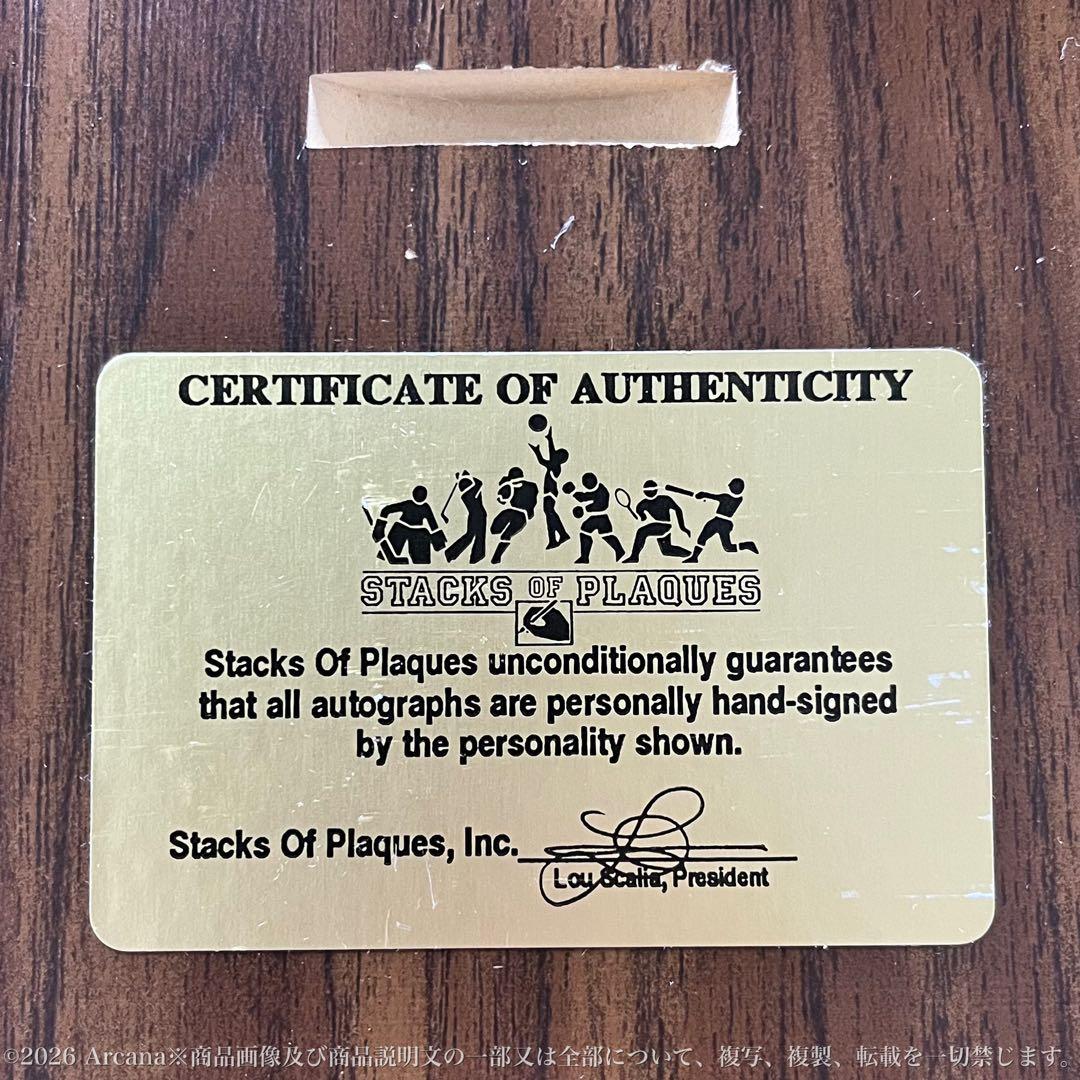 CERTIFICATE OF AUTHENTICITY
STACKS OF PLAQUES
Stacks Of Plaques unconditionally guarantees
that all autographs are personally hand-signed
by the personality shown.
Stacks Of Plaques, Inc.
Lou Scalia, President
©2026 Arcana※商品画像及び商品説明文の一部又は全部について、複写、複製、転載を一切禁じます。